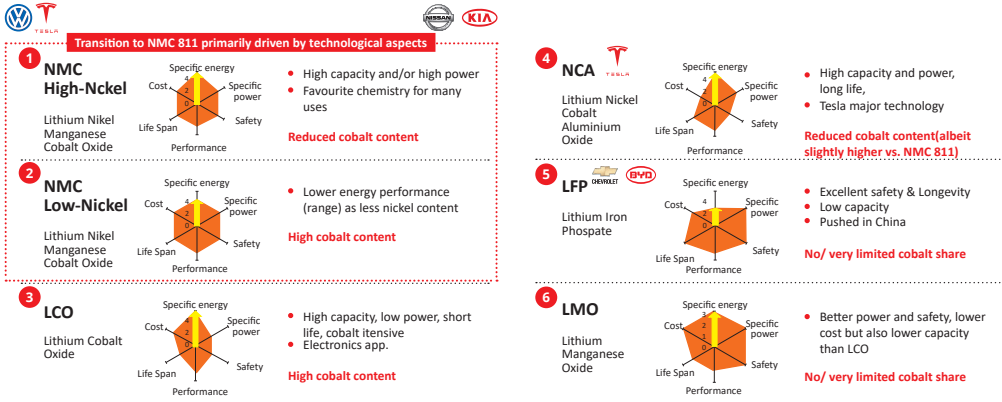 TESLA
NISSAN
KIA
Transition to NMC 811 primarily driven by technological aspects
1
NMC
High-Nckel
Lithium Nikel
Manganese
Cobalt Oxide
Specific energy
Specific
power
Safety
Performance
Life Span
Cost
4
2
0
High capacity and/or high power
Favourite chemistry for many
uses
Reduced cobalt content
2
NMC
Low-Nickel
Lithium Nikel
Manganese
Cobalt Oxide
Specific energy
Specific
power
Safety
Performance
Life Span
Cost
4
2
0
Lower energy performance
(range) as less nickel content
High cobalt content
3
LCO
Lithium Cobalt
Oxide
Specific energy
Specific
power
Safety
Performance
Life Span
Cost
4
2
0
High capacity, low power, short
life, cobalt itensive
Electronics app.
High cobalt content
4
NCA
TESLA
Lithium Nickel
Cobalt
Aluminium
Oxide
Specific energy
Specific
power
Safety
Performance
Life Span
Cost
4
2
0
High capacity and power,
long life,
Tesla major technology
Reduced cobalt content(albeit
slightly higher vs. NMC 811)
5
LFP
CHEVROLET
BYD
Lithium Iron
Phospate
Specific energy
Specific
power
Safety
Performance
Life Span
Cost
4
2
0
Excellent safety & Longevity
Low capacity
Pushed in China
No/ very limited cobalt share
6
LMO
Lithium
Manganese
Oxide
Specific energy
Specific
power
Safety
Performance
Life Span
Cost
3
2
1
0
Better power and safety, lower
cost but also lower capacity
than LCO
No/ very limited cobalt share